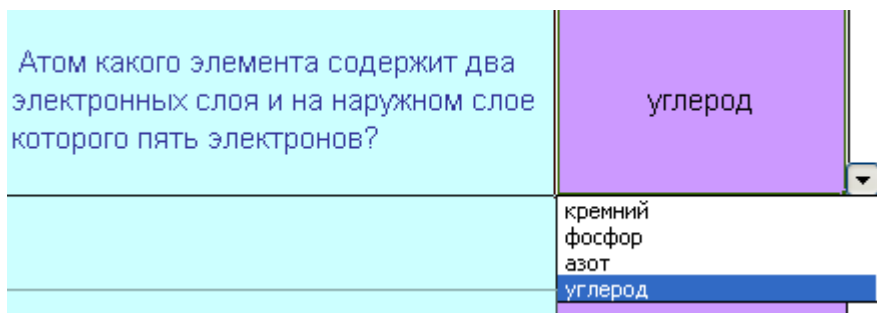 Атом какого элемента содержит два
электронных слоя и на наружном слое
которого пять электронов?
углерод
кремний
фосфор
азот
углерод